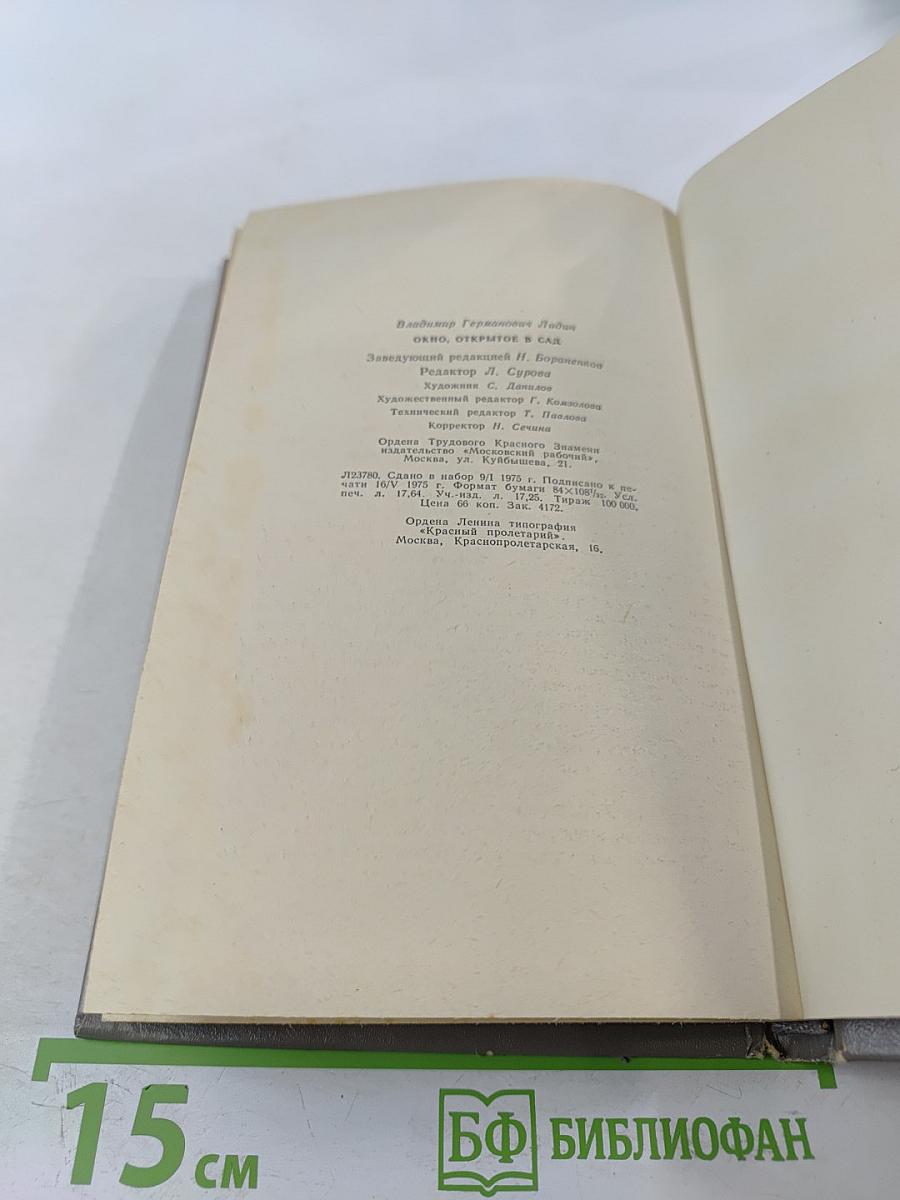 Владимир Германович Лидин
ОКНО, ОТКРЫТОЕ В САД
Заведующий редакцией Н. Бораненков
Редактор Л. Сурова
Художник С. Данилов
Художественный редактор Г. Комзолова
Технический редактор Т. Павлова
Корректор Н. Сечина
Ордена Трудового Красного Знамени
издательство «Московский рабочий»,
Москва, ул. Куйбышева, 21.
Л23780. Сдано в набор 9/I 1975 г. Подписано к пе-
чати 16/V 1975 г. Формат бумаги 84×108¹/₃₂. Усл.
печ. л. 17,64. Уч.-изд. л. 17,25. Тираж 100 000.
Цена 66 коп. Зак. 4172.
Ордена Ленина типография
«Красный пролетарий».
Москва, Краснопролетарская, 16.
15 см
БФ БИБЛИОФАН